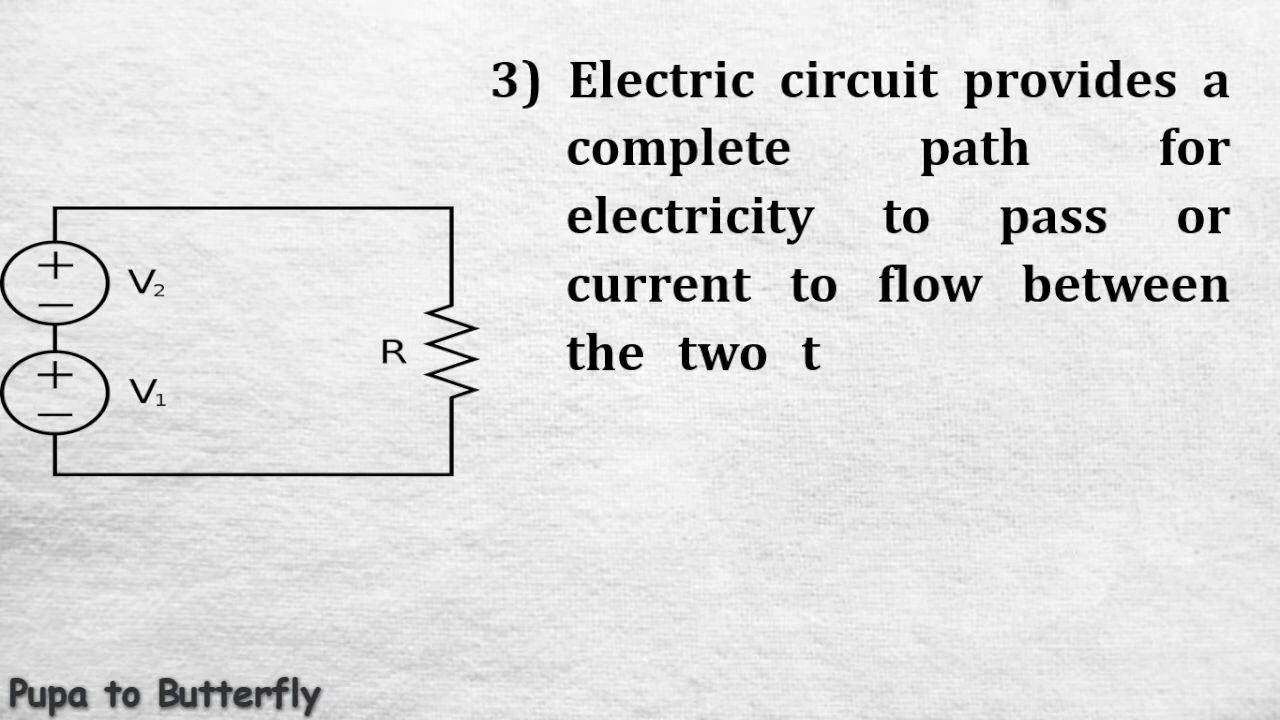 3) Electric circuit provides a
complete path for
electricity to pass or
current to flow between
the two t
V₂
R
V₁
Pupa to Butterfly